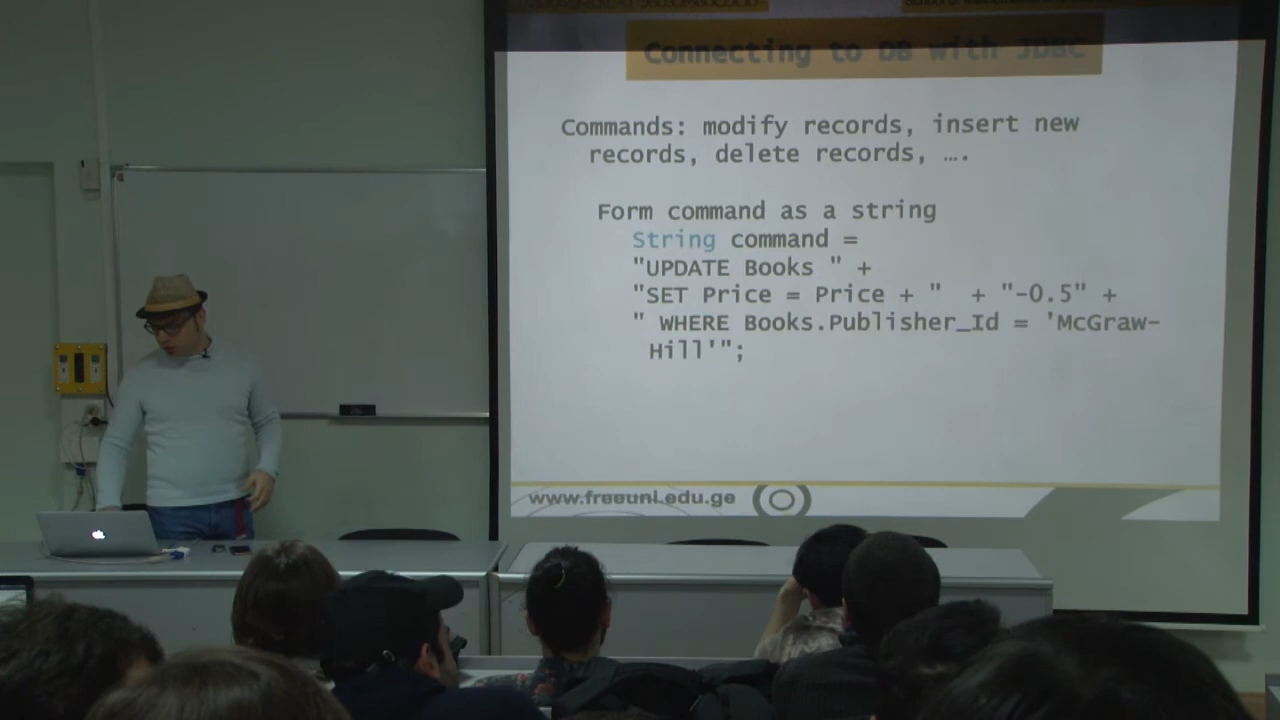 Connecting to DB with JDBC
Commands: modify records, insert new
records, delete records, ….
Form command as a string
String command =
"UPDATE Books " +
"SET Price = Price + "  + "-0.5" +
" WHERE Books.Publisher_Id = 'McGraw-
Hill'";
www.freeuni.edu.ge